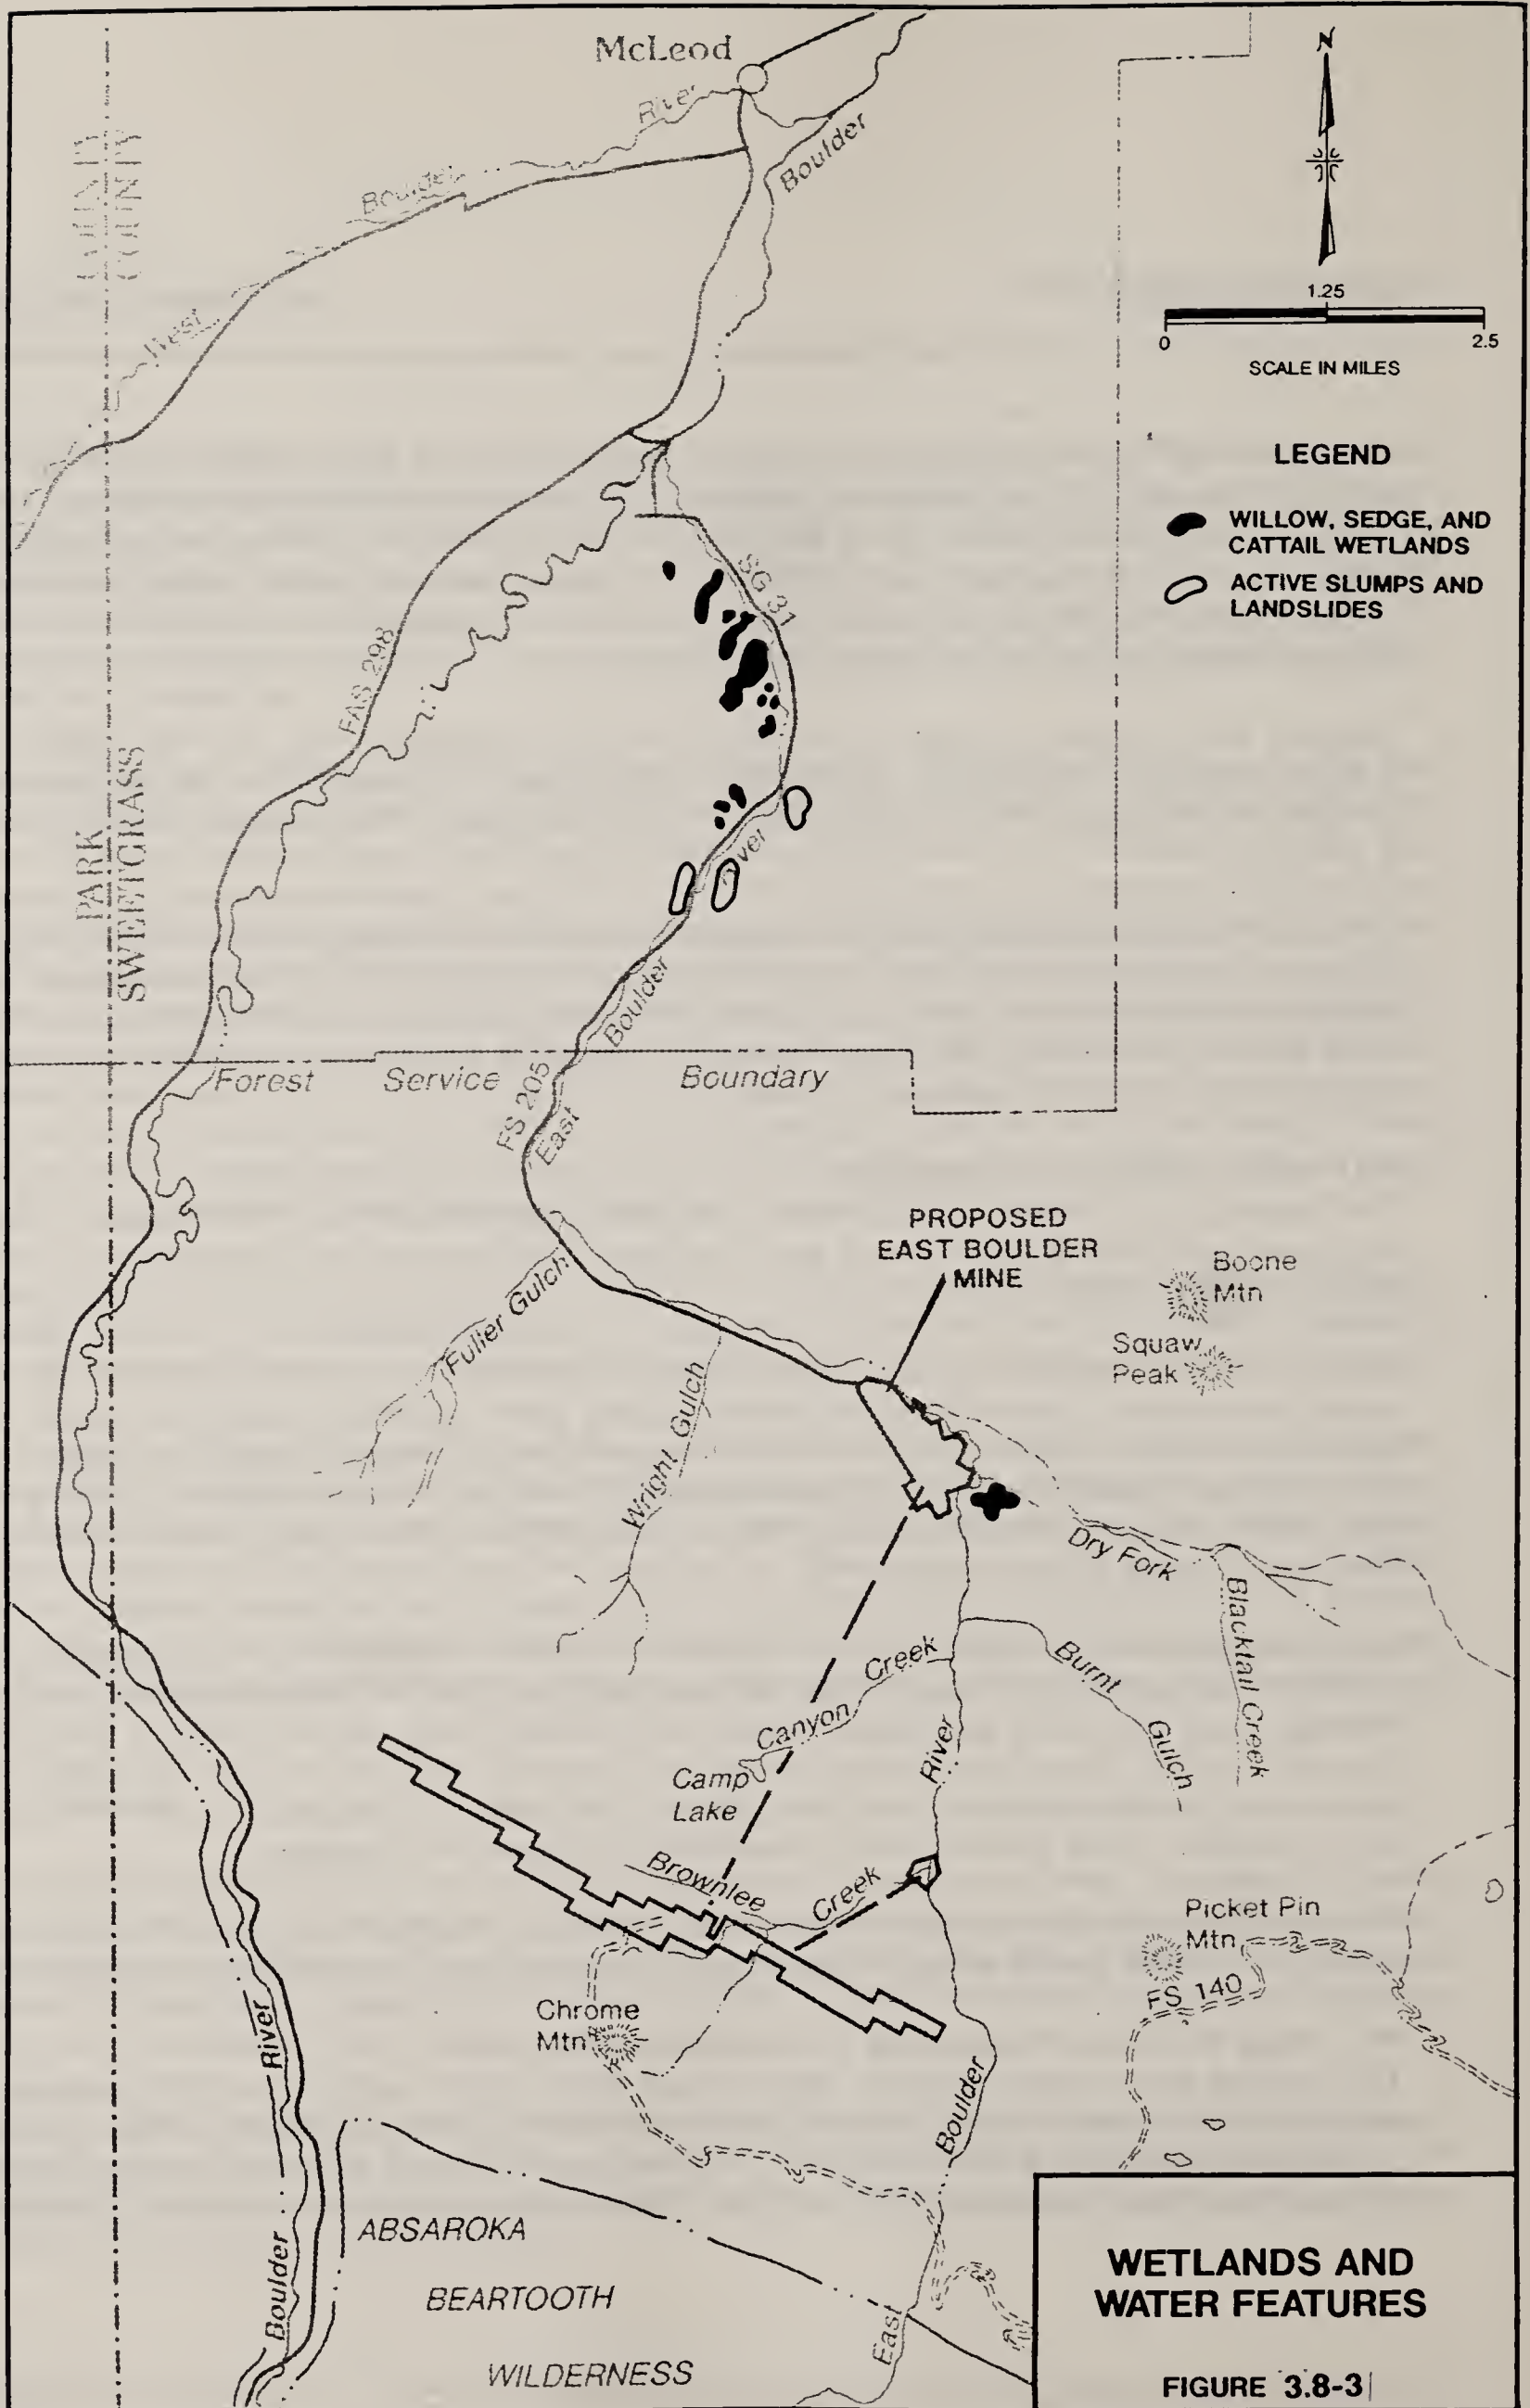 McLeod
River
Boulder
Boulder
West
COUNTY
N
1.25
0
2.5
SCALE IN MILES
LEGEND
WILLOW, SEDGE, AND
CATTAIL WETLANDS
ACTIVE SLUMPS AND
LANDSLIDES
SG 31
FAS 298
PARK
SWEETGRASS
Boulder
Forest Service Boundary
FS 205
East
PROPOSED
EAST BOULDER
MINE
Boone
Mtn
Squaw
Peak
Fuller Gulch
Wright Gulch
Dry Fork
Blacktail Creek
Burnt
Gulch
Canyon Creek
River
Camp
Lake
Brownlee
Creek
Picket Pin
Mtn
FS 140
Chrome
Mtn
River
Boulder
Boulder
East
ABSAROKA
BEARTOOTH
WILDERNESS
WETLANDS AND
WATER FEATURES
FIGURE 3.8-3